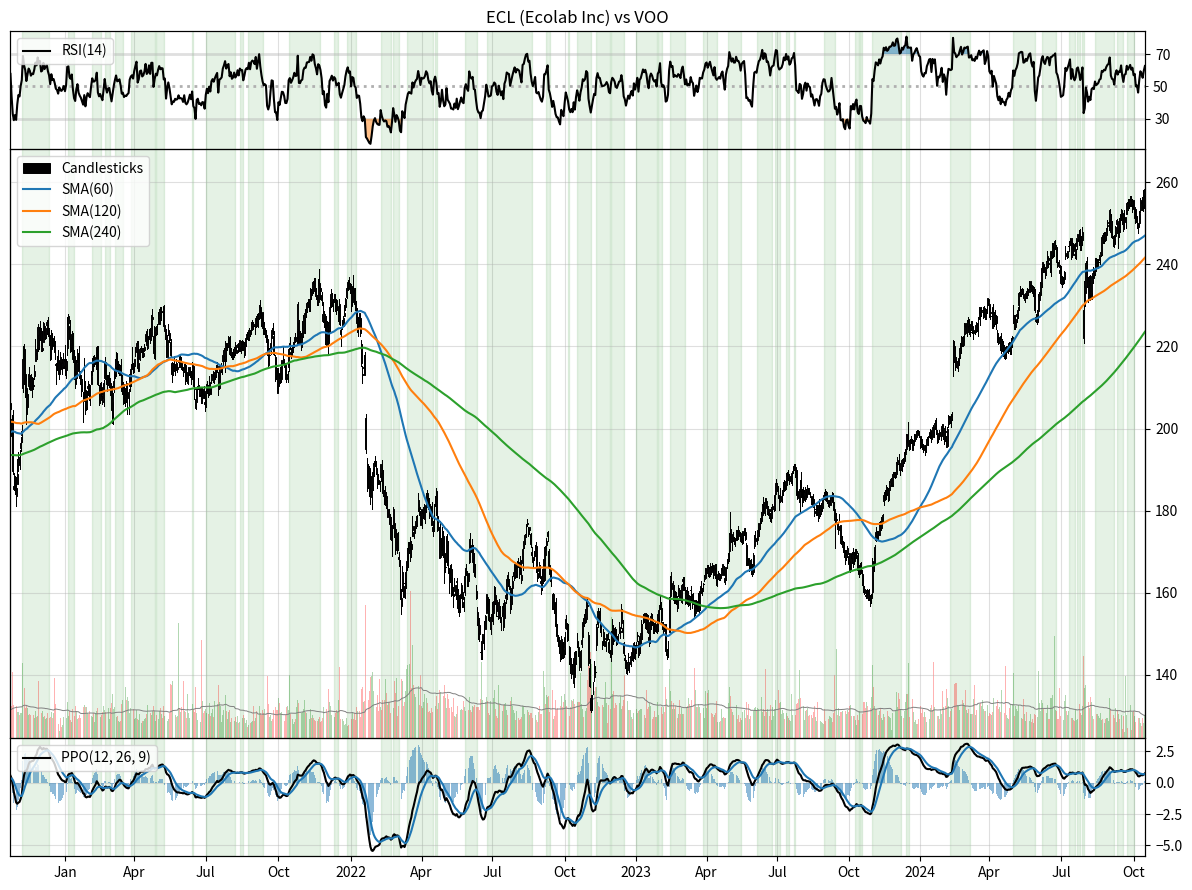 ECL (Ecolab Inc) vs VOO
RSI(14)
70
50
30
Candlesticks
SMA(60)
SMA(120)
SMA(240)
260
240
220
200
180
160
140
PPO(12, 26, 9)
2.5
0.0
−2.5
−5.0
Jan Apr Jul Oct 2022 Apr Jul Oct 2023 Apr Jul Oct 2024 Apr Jul Oct